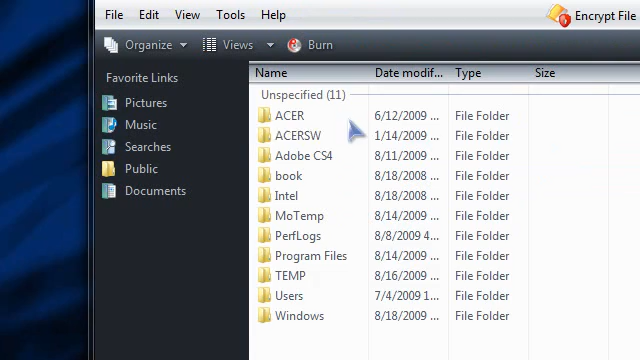 File Edit View Tools Help Encrypt File
Organize Views Burn
Favorite Links
Pictures
Music
Searches
Public
Documents
Name Date modif... Type Size
Unspecified (11)
ACER 6/12/2009 ... File Folder
ACERSW 1/14/2009 ... File Folder
Adobe CS4 8/11/2009 ... File Folder
book 8/18/2008 ... File Folder
Intel 8/18/2008 ... File Folder
MoTemp 8/14/2009 ... File Folder
PerfLogs 8/8/2009 4... File Folder
Program Files 8/14/2009 ... File Folder
TEMP 8/16/2009 ... File Folder
Users 7/4/2009 1... File Folder
Windows 8/18/2009 ... File Folder